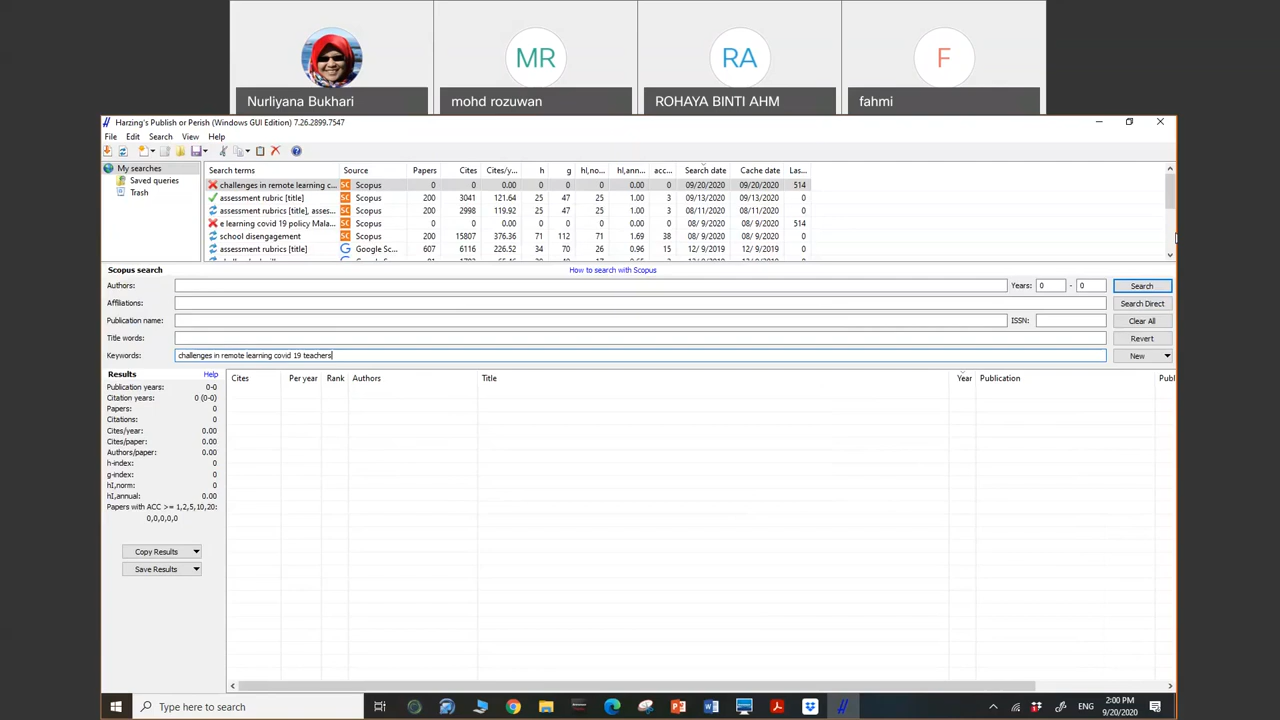 MR
RA
F
Nurliyana Bukhari
mohd rozuwan
ROHAYA BINTI AHM
fahmi
Harzing's Publish or Perish (Windows GUI Edition) 7.26.2899.7547
File Edit Search View Help
My searches
Saved queries
Trash
Search terms Source Papers Cites Cites/y... h g hI,no... hI,ann... acc... Search date Cache date Las...
challenges in remote learning c... Scopus 0 0 0.00 0 0 0 0.00 0 09/20/2020 09/20/2020 514
assessment rubric [title] Scopus 200 3041 121.64 25 47 25 1.00 3 09/13/2020 09/13/2020 0
assessment rubrics [title], asses... Scopus 200 2998 119.92 25 47 25 1.00 3 08/11/2020 08/11/2020 0
e learning covid 19 policy Mala... Scopus 0 0 0.00 0 0 0 0.00 0 08/ 9/2020 08/ 9/2020 514
school disengagement Scopus 200 15807 376.36 71 112 71 1.69 38 08/ 9/2020 08/ 9/2020 0
assessment rubrics [title] Google Sc... 607 6116 226.52 34 70 26 0.96 15 12/ 9/2019 12/ 9/2019 0
Scopus search How to search with Scopus
Authors: Years: 0 - 0 Search
Affiliations: Search Direct
Publication name: ISSN: Clear All
Title words: Revert
Keywords: challenges in remote learning covid 19 teachers New
Results Help
Cites Per year Rank Authors Title Year Publication Publ
Publication years: 0-0
Citation years: 0 (0-0)
Papers: 0
Citations: 0
Cites/year: 0.00
Cites/paper: 0.00
Authors/paper: 0.00
h-index: 0
g-index: 0
hI,norm: 0
hI,annual: 0.00
Papers with ACC >= 1,2,5,10,20:
0,0,0,0,0
Copy Results
Save Results
Type here to search
ENG
2:00 PM
9/20/2020